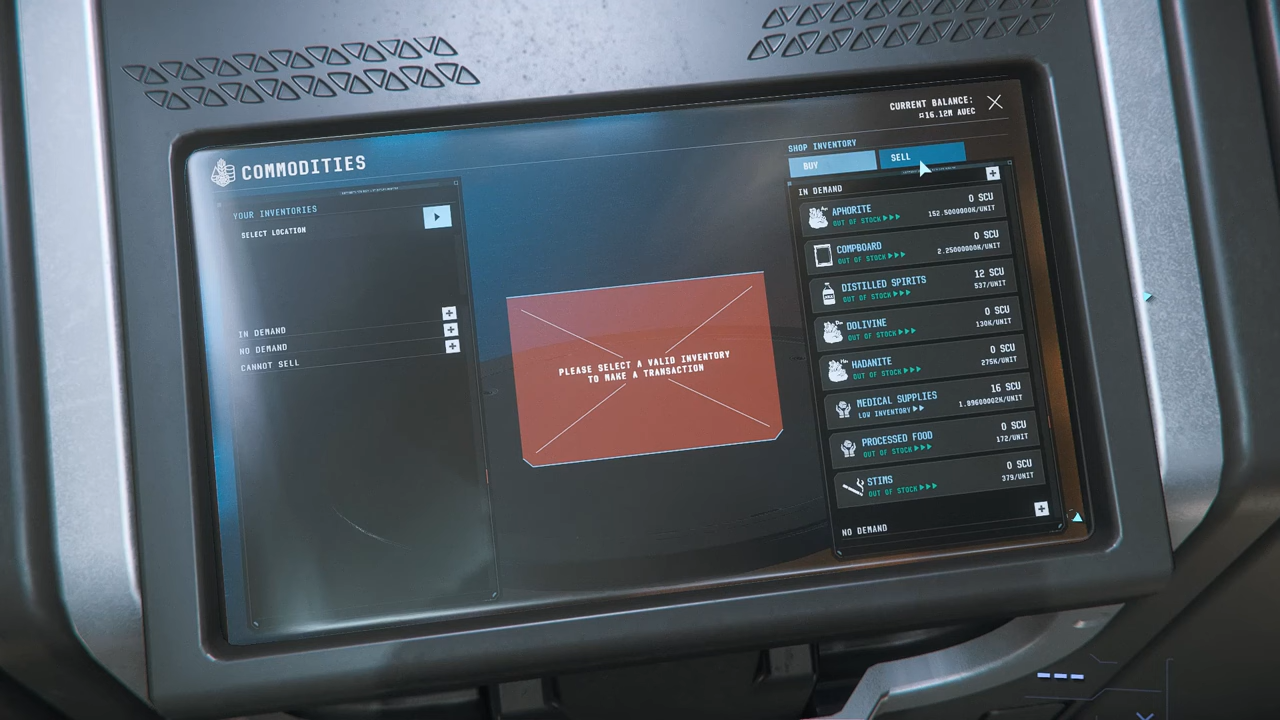 CURRENT BALANCE:
¤16.12M AUEC
COMMODITIES
SHOP INVENTORY
BUY
SELL
YOUR INVENTORIES
SELECT LOCATION
IN DEMAND
NO DEMAND
CANNOT SELL
PLEASE SELECT A VALID INVENTORY
TO MAKE A TRANSACTION
IN DEMAND
APHORITE 0 SCU
OUT OF STOCK 152.5000000K/UNIT
COMPBOARD 0 SCU
OUT OF STOCK 2.25000000K/UNIT
DISTILLED SPIRITS 12 SCU
OUT OF STOCK 537/UNIT
DOLIVINE 0 SCU
OUT OF STOCK 130K/UNIT
HADANITE 0 SCU
OUT OF STOCK 275K/UNIT
MEDICAL SUPPLIES 16 SCU
LOW INVENTORY 1.89600002K/UNIT
PROCESSED FOOD 0 SCU
OUT OF STOCK 172/UNIT
STIMS 0 SCU
OUT OF STOCK 379/UNIT
NO DEMAND